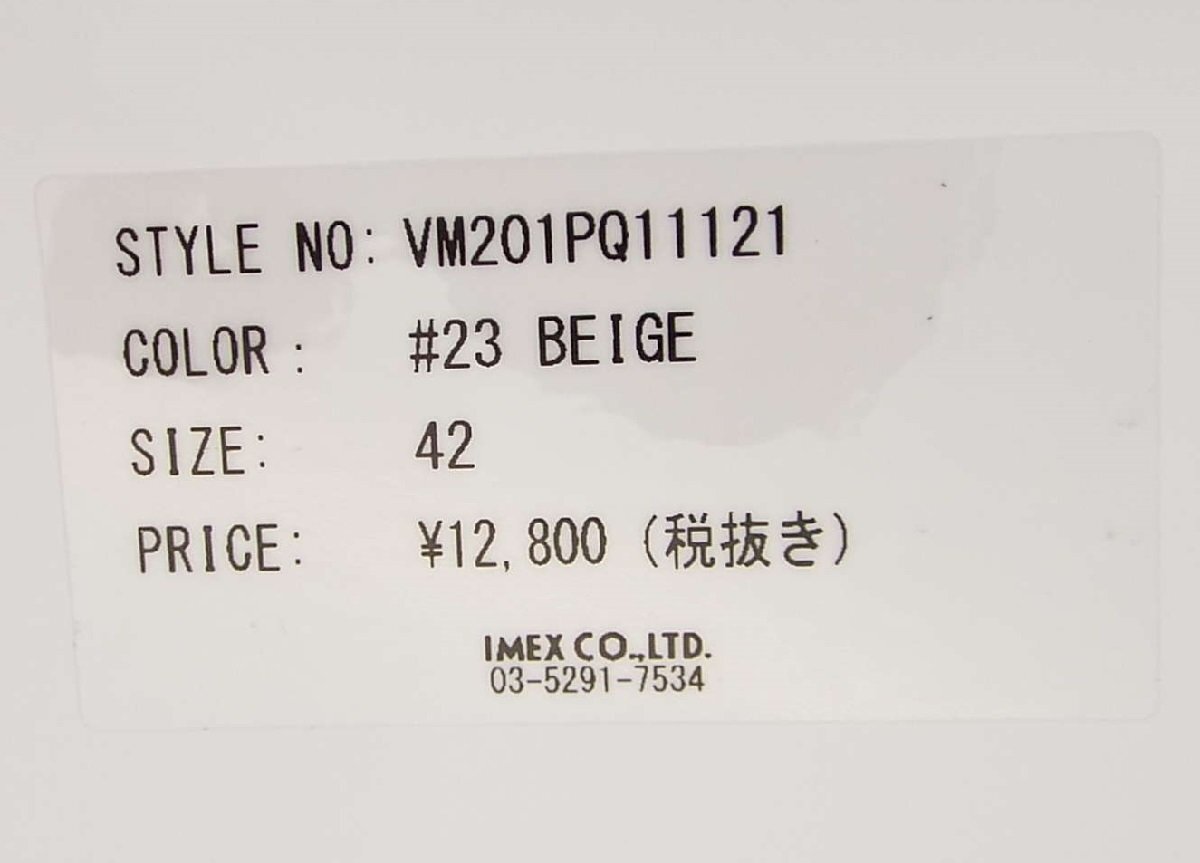 STYLE NO: VM201PQ11121
COLOR : #23 BEIGE
SIZE: 42
PRICE: ¥12,800 (税抜き)
IMEX CO.,LTD.
03-5291-7534